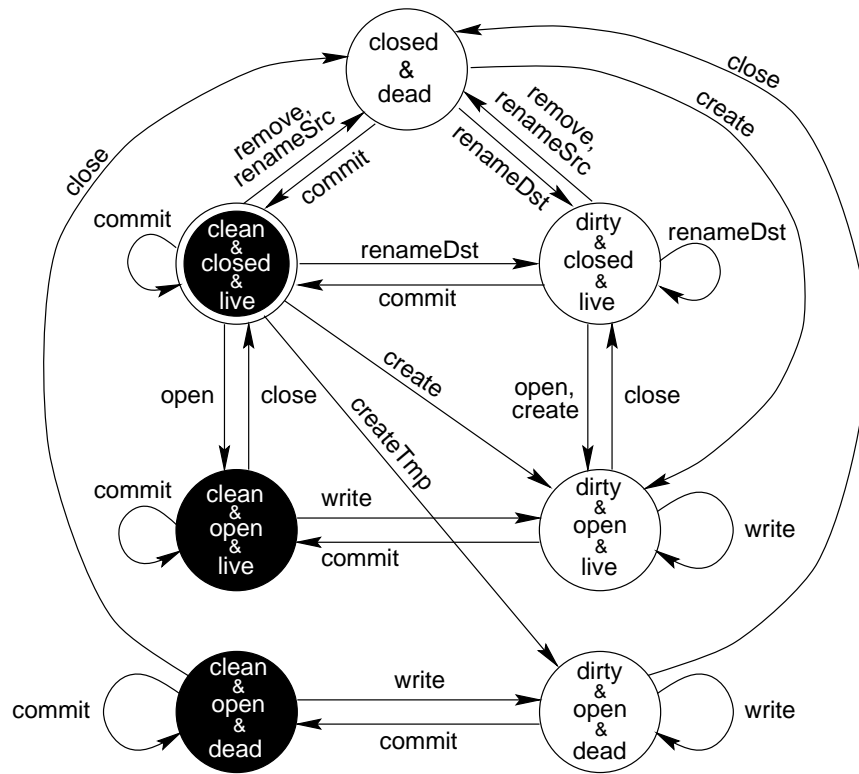 closed
&
dead
close
create
remove,
renameSrc
commit
remove,
renameSrc
renameDst
close
commit
clean
&
closed
&
live
renameDst
commit
dirty
&
closed
&
live
renameDst
open
close
create
createTmp
open,
create
close
commit
clean
&
open
&
live
write
commit
dirty
&
open
&
live
write
commit
clean
&
open
&
dead
write
commit
dirty
&
open
&
dead
write